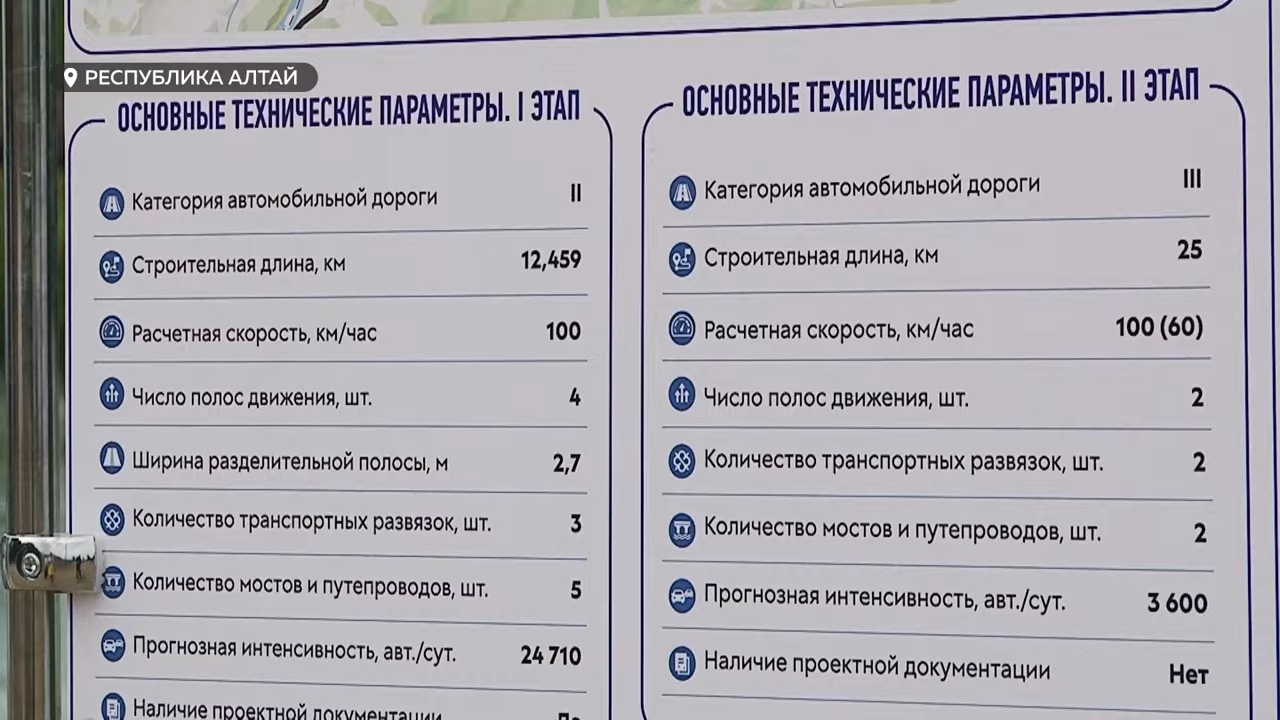 РЕСПУБЛИКА АЛТАЙ
ОСНОВНЫЕ ТЕХНИЧЕСКИЕ ПАРАМЕТРЫ. I ЭТАП
Категория автомобильной дороги II
Строительная длина, км 12,459
Расчетная скорость, км/час 100
Число полос движения, шт. 4
Ширина разделительной полосы, м 2,7
Количество транспортных развязок, шт. 3
Количество мостов и путепроводов, шт. 5
Прогнозная интенсивность, авт./сут. 24 710
Наличие проектной документации
ОСНОВНЫЕ ТЕХНИЧЕСКИЕ ПАРАМЕТРЫ. II ЭТАП
Категория автомобильной дороги III
Строительная длина, км 25
Расчетная скорость, км/час 100 (60)
Число полос движения, шт. 2
Количество транспортных развязок, шт. 2
Количество мостов и путепроводов, шт. 2
Прогнозная интенсивность, авт./сут. 3 600
Наличие проектной документации Нет